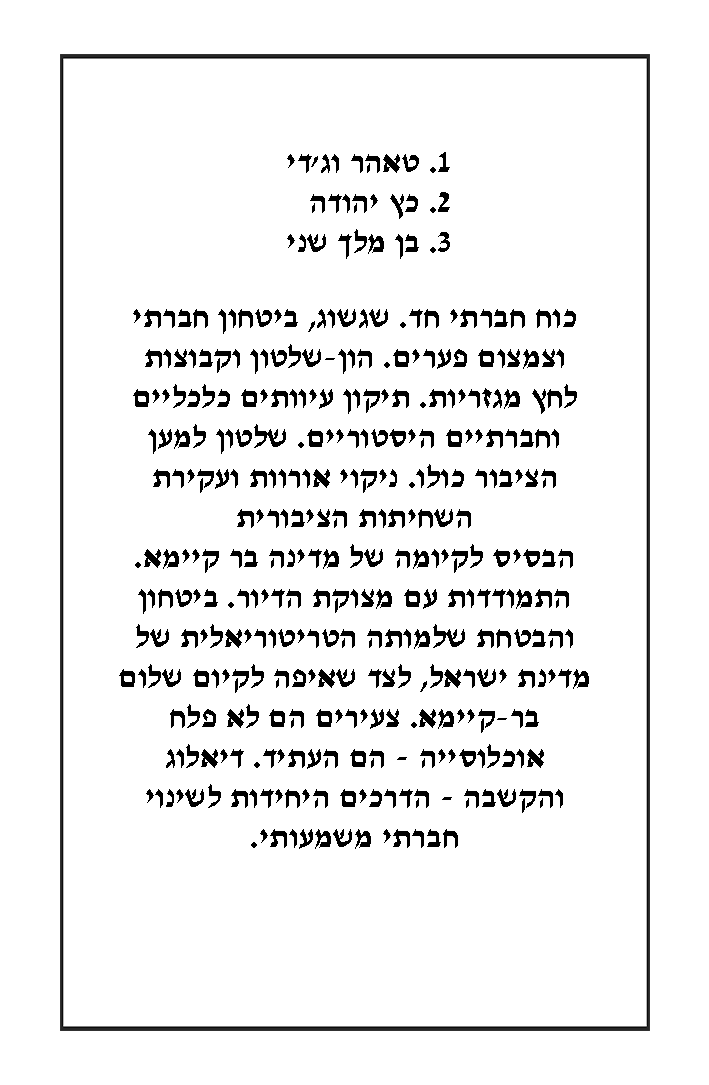 1. טאהר וג׳די
2. כץ יהודה
3. בן מלך שני
כוח חברתי חד. שגשוג, ביטחון חברתי
וצמצום פערים. הון-שלטון וקבוצות
לחץ מגזריות. תיקון עיוותים כלכליים
וחברתיים היסטוריים. שלטון למען
הציבור כולו. ניקוי אורוות ועקירת
השחיתות הציבורית
הבסיס לקיומה של מדינה בר קיימא.
התמודדות עם מצוקת הדיור. ביטחון
והבטחת שלמותה הטריטוריאלית של
מדינת ישראל, לצד שאיפה לקיום שלום
בר-קיימא. צעירים הם לא פלח
אוכלוסייה - הם העתיד. דיאלוג
והקשבה - הדרכים היחידות לשינוי
חברתי משמעותי.